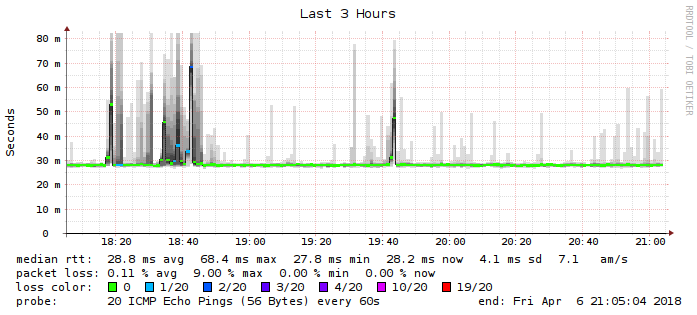 Last 3 Hours
RRDTOOL / TOBI OETIKER
Seconds
80 m
70 m
60 m
50 m
40 m
30 m
20 m
10 m
0
18:20 18:40 19:00 19:20 19:40 20:00 20:20 20:40 21:00
median rtt: 28.8 ms avg 68.4 ms max 27.8 ms min 28.2 ms now 4.1 ms sd 7.1 am/s
packet loss: 0.11 % avg 9.00 % max 0.00 % min 0.00 % now
loss color: 0 1/20 2/20 3/20 4/20 10/20 19/20
probe: 20 ICMP Echo Pings (56 Bytes) every 60s end: Fri Apr 6 21:05:04 2018